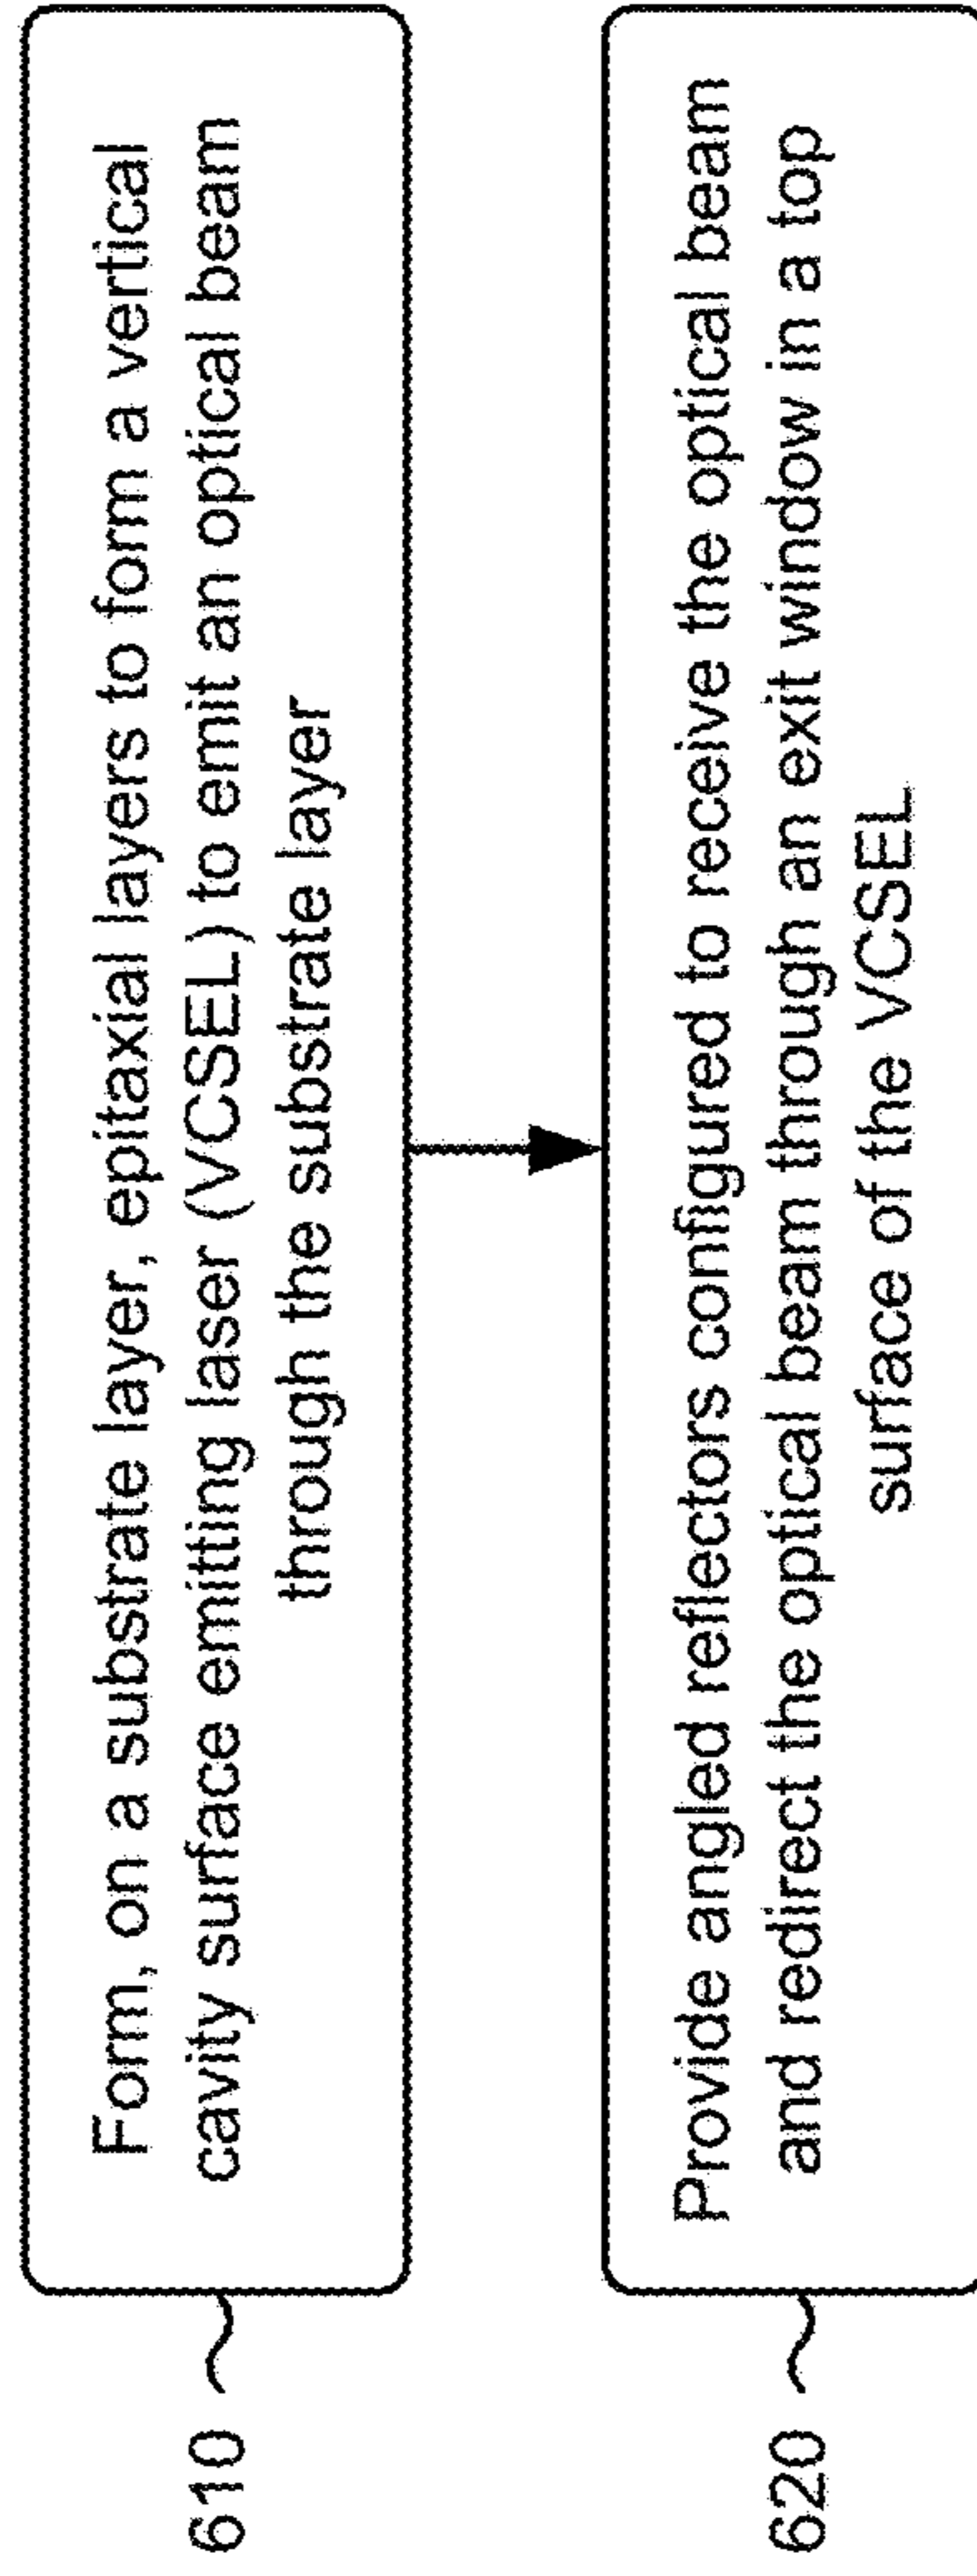 610
Form, on a substrate layer, epitaxial layers to form a vertical
cavity surface emitting laser (VCSEL) to emit an optical beam
through the substrate layer
620
Provide angled reflectors configured to receive the optical beam
and redirect the optical beam through an exit window in a top
surface of the VCSEL